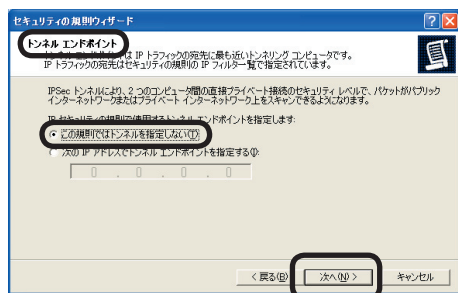 セキュリティの規則ウィザード
トンネル エンドポイント
トンネル エンドポイントは IP トラフィックの宛先に最も近いトンネリング コンピュータです。
IP トラフィックの宛先はセキュリティの規則の IP フィルター覧で指定されています。
IPSec トンネルにより、2 つのコンピュータ間の直接プライベート接続のセキュリティ レベルで、パケットがパブリック
インターネットワークまたはプライベート インターネットワーク上をスキャンできるようになります。
IP セキュリティの規則で使用するトンネル エンドポイントを指定します:
この規則ではトンネルを指定しない(T)
次の IP アドレスでトンネル エンドポイントを指定する(I):
0 . 0 . 0 . 0
< 戻る(B)
次へ(N) >
キャンセル